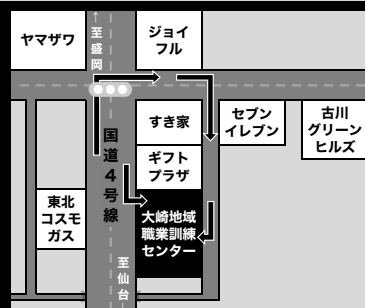 ヤマザワ
↑至盛岡
ジョイ
フル
すき家
セブン
イレブン
古川
グリーン
ヒルズ
国道4号線
ギフト
プラザ
東北
コスモ
ガス
大崎地域
職業訓練
センター
至仙台